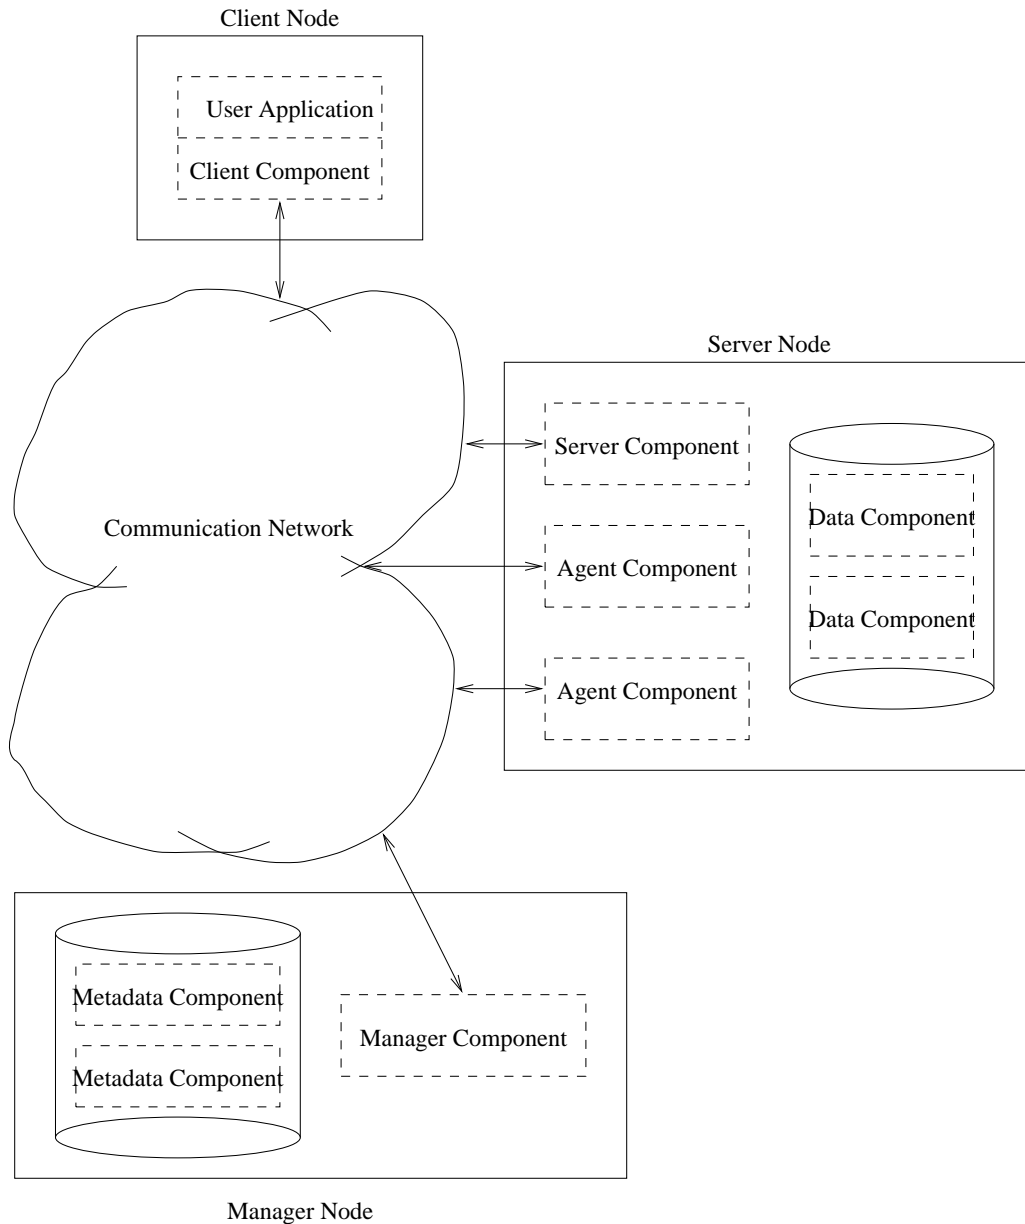 Client Node
User Application
Client Component
Server Node
Server Component
Data Component
Communication Network
Agent Component
Data Component
Agent Component
Metadata Component
Manager Component
Metadata Component
Manager Node